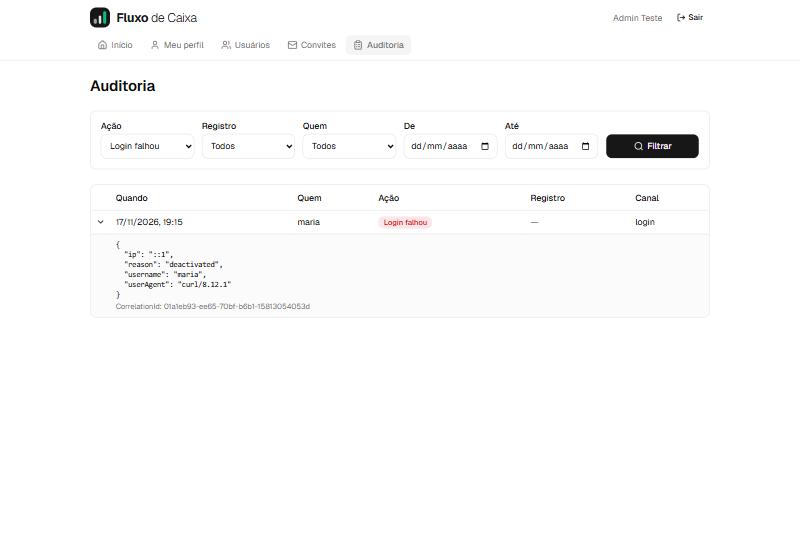 Fluxo de Caixa
Admin Teste
Sair
Início
Meu perfil
Usuários
Convites
Auditoria
Auditoria
Ação
Registro
Quem
De
Até
Login falhou
Todos
Todos
dd/mm/aaaa
dd/mm/aaaa
Filtrar
Quando
Quem
Ação
Registro
Canal
17/11/2026, 19:15
maria
Login falhou
—
login
{
"ip": "::1",
"reason": "deactivated",
"username": "maria",
"userAgent": "curl/8.12.1"
}
CorrelationId: 01a1eb93-ee65-70bf-b6b1-15813054053d